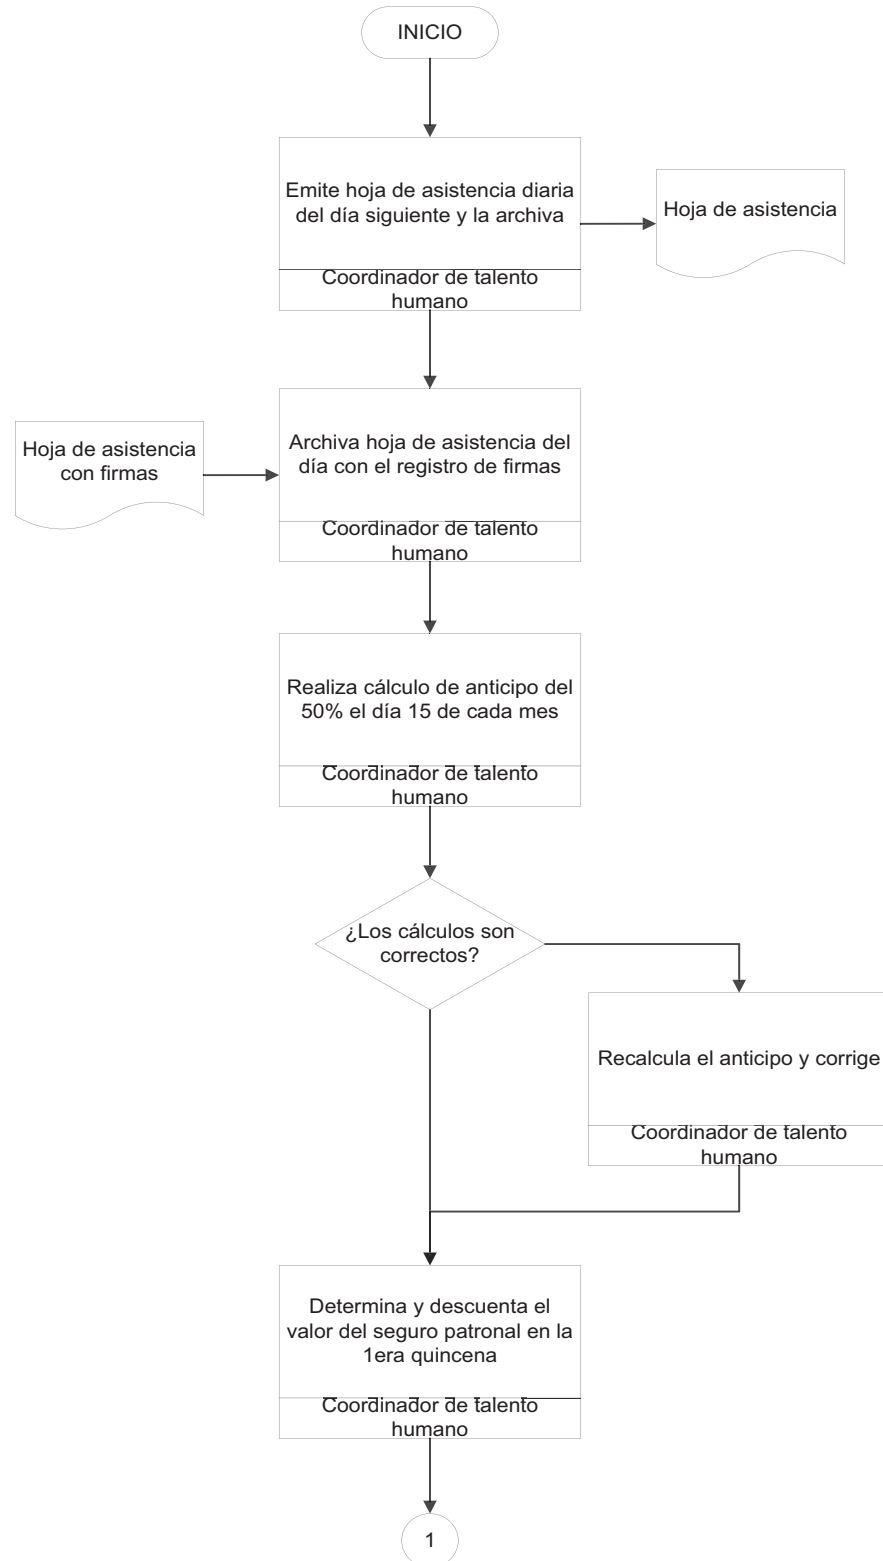 INICIO
Emite hoja de asistencia diaria
del día siguiente y la archiva
Coordinador de talento
humano
Hoja de asistencia
Hoja de asistencia
con firmas
Archiva hoja de asistencia del
día con el registro de firmas
Coordinador de talento
humano
Realiza cálculo de anticipo del
50% el día 15 de cada mes
Coordinador de talento
humano
¿Los cálculos son
correctos?
Recalcula el anticipo y corrige
Coordinador de talento
humano
Determina y descuenta el
valor del seguro patronal en la
1era quincena
Coordinador de talento
humano
1